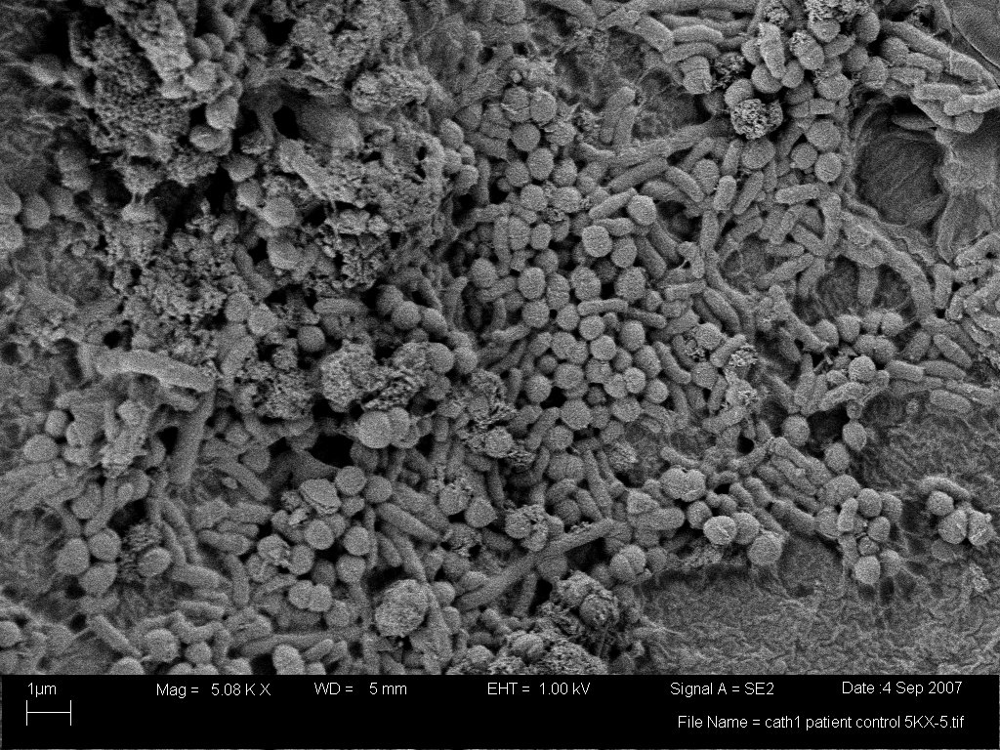 1µm Mag = 5.08 K X WD = 5 mm EHT = 1.00 kV Signal A = SE2 Date :4 Sep 2007
File Name = cath1 patient control 5KX-5.tif